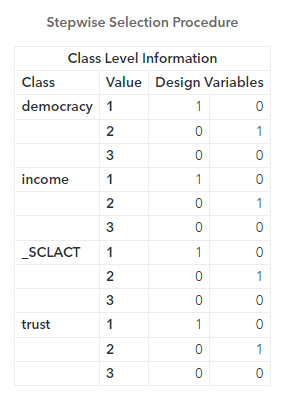 Stepwise Selection Procedure
Class Level Information
Class Value Design Variables
democracy 1 1 0
2 0 1
3 0 0
income 1 1 0
2 0 1
3 0 0
_SCLACT 1 1 0
2 0 1
3 0 0
trust 1 1 0
2 0 1
3 0 0